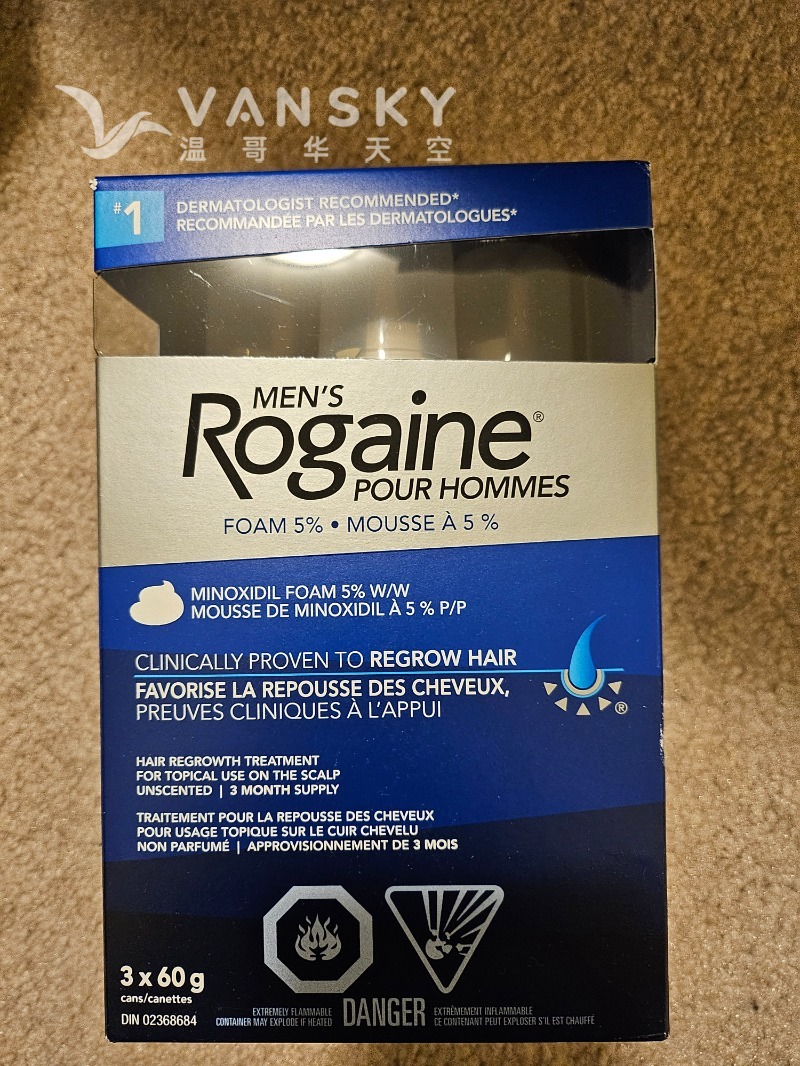 VANSKY
温哥华天空
#1
DERMATOLOGIST RECOMMENDED*
RECOMMANDÉE PAR LES DERMATOLOGUES*
MEN'S
Rogaine®
POUR HOMMES
FOAM 5% • MOUSSE À 5 %
MINOXIDIL FOAM 5% W/W
MOUSSE DE MINOXIDIL À 5 % P/P
CLINICALLY PROVEN TO REGROW HAIR
FAVORISE LA REPOUSSE DES CHEVEUX,
PREUVES CLINIQUES À L'APPUI
®
HAIR REGROWTH TREATMENT
FOR TOPICAL USE ON THE SCALP
UNSCENTED | 3 MONTH SUPPLY
TRAITEMENT POUR LA REPOUSSE DES CHEVEUX
POUR USAGE TOPIQUE SUR LE CUIR CHEVELU
NON PARFUMÉ | APPROVISIONNEMENT DE 3 MOIS
3 x 60 g
cans/canettes
DIN 02368684
EXTREMELY FLAMMABLE
CONTAINER MAY EXPLODE IF HEATED
DANGER
EXTRÊMEMENT INFLAMMABLE
CE CONTENANT PEUT EXPLOSER S'IL EST CHAUFFÉ